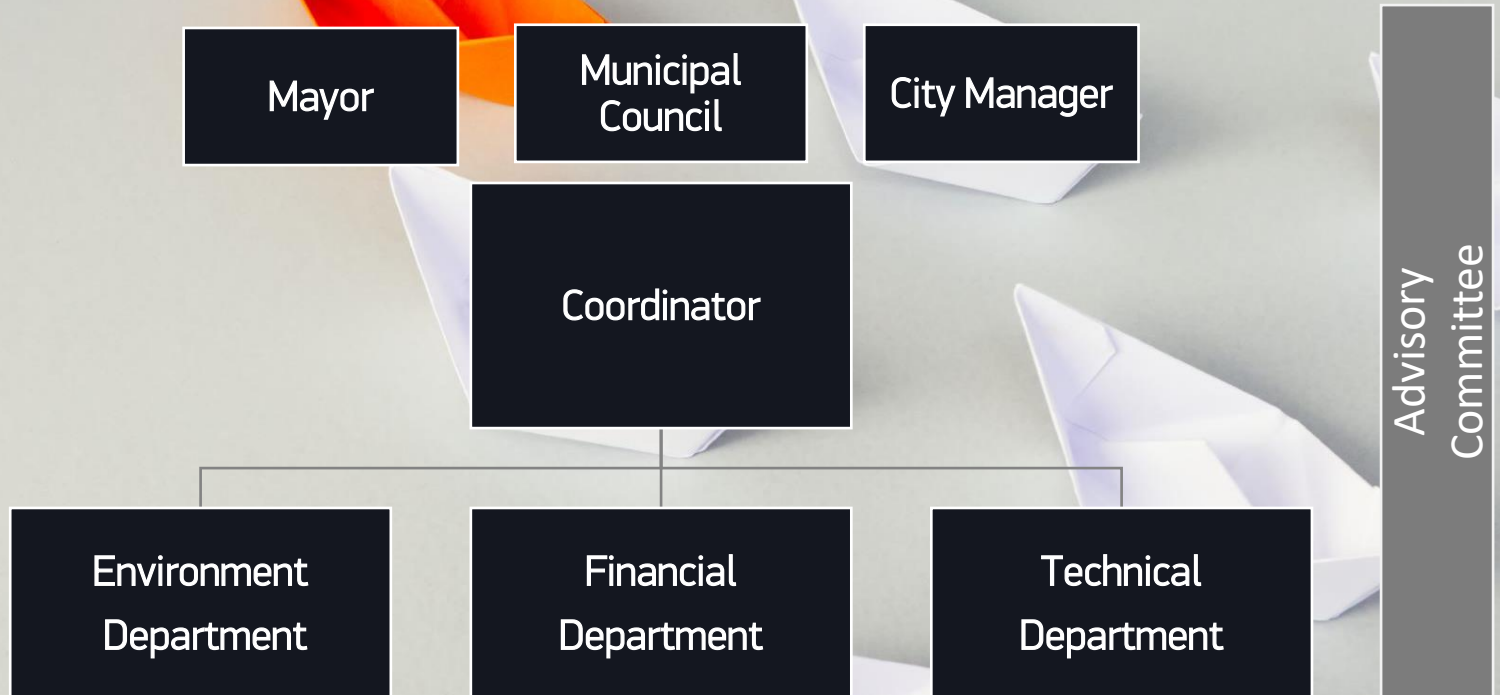 Mayor
Municipal
Council
City Manager
Coordinator
Environment
Department
Financial
Department
Technical
Department
Advisory
Committee